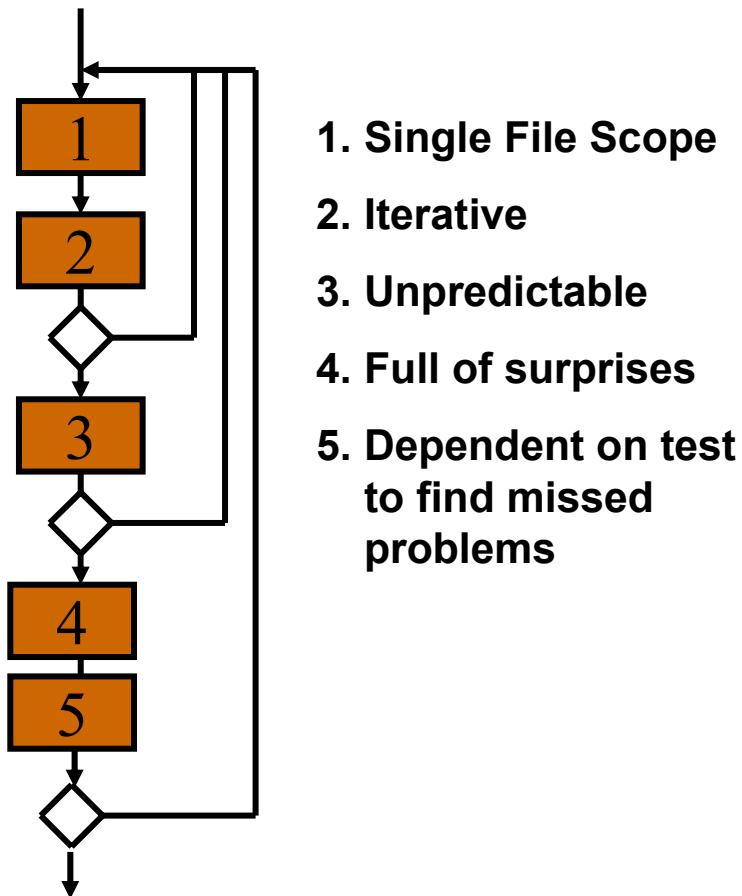 1
2
3
4
5
1. Single File Scope
2. Iterative
3. Unpredictable
4. Full of surprises
5. Dependent on test
to find missed
problems